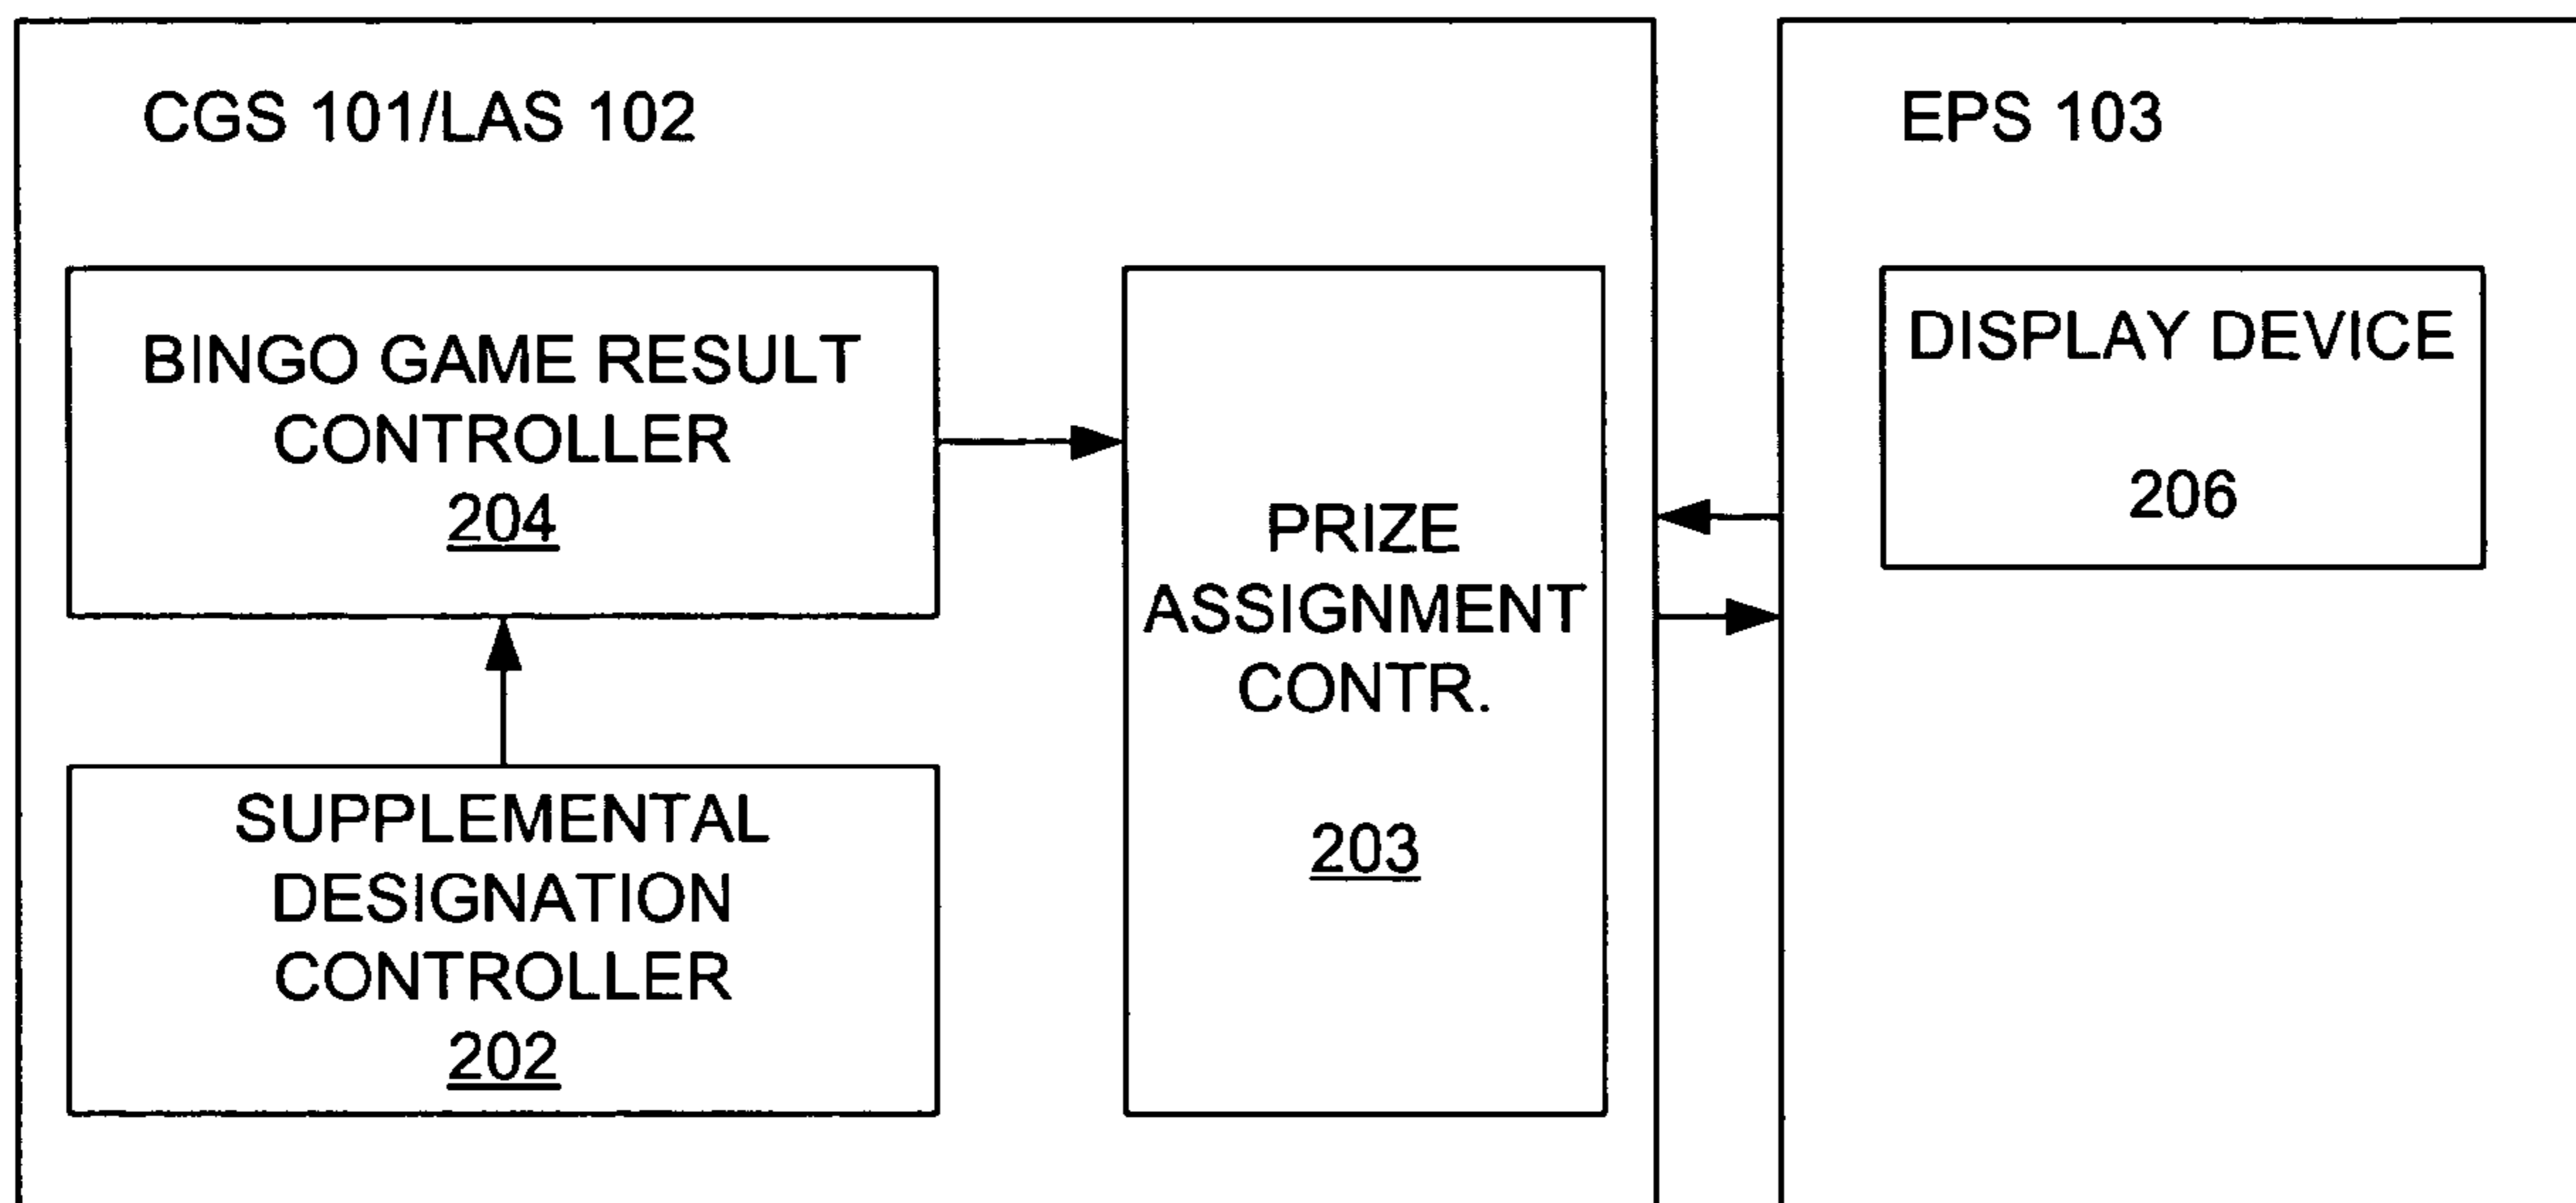 CGS 101/LAS 102
BINGO GAME RESULT
CONTROLLER
204
SUPPLEMENTAL
DESIGNATION
CONTROLLER
202
PRIZE
ASSIGNMENT
CONTR.
203
EPS 103
DISPLAY DEVICE
206